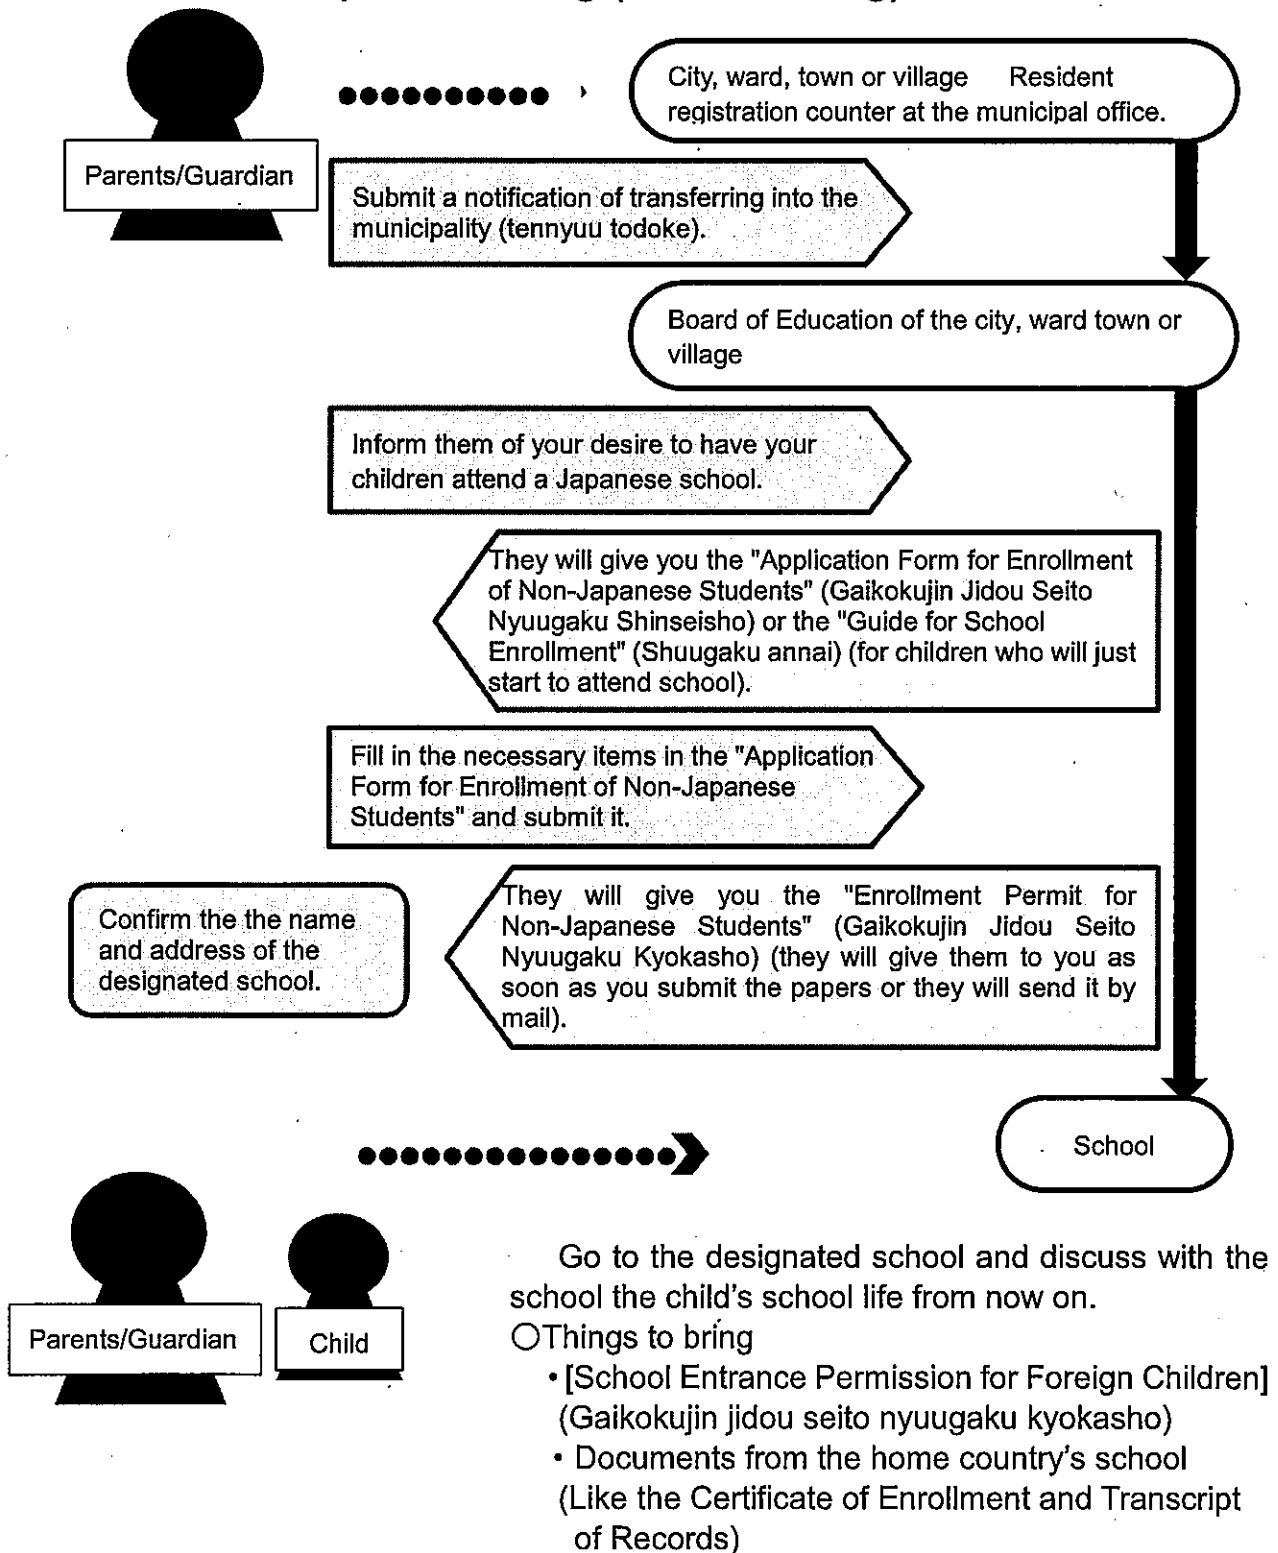 City, ward, town or village Resident
registration counter at the municipal office.
Parents/Guardian
Submit a notification of transferring into the
municipality (tennyuu todoke).
Board of Education of the city, ward town or
village
Inform them of your desire to have your
children attend a Japanese school.
They will give you the "Application Form for Enrollment
of Non-Japanese Students" (Gaikokujin Jidou Seito
Nyuugaku Shinseisho) or the "Guide for School
Enrollment" (Shuugaku annai) (for children who will just
start to attend school).
Fill in the necessary items in the "Application
Form for Enrollment of Non-Japanese
Students" and submit it.
Confirm the the name
and address of the
designated school.
They will give you the "Enrollment Permit for
Non-Japanese Students" (Gaikokujin Jidou Seito
Nyuugaku Kyokasho) (they will give them to you as
soon as you submit the papers or they will send it by
mail).
School
Parents/Guardian
Child
Go to the designated school and discuss with the
school the child's school life from now on.
○Things to bring
・[School Entrance Permission for Foreign Children]
(Gaikokujin jidou seito nyuugaku kyokasho)
・Documents from the home country's school
(Like the Certificate of Enrollment and Transcript
of Records)